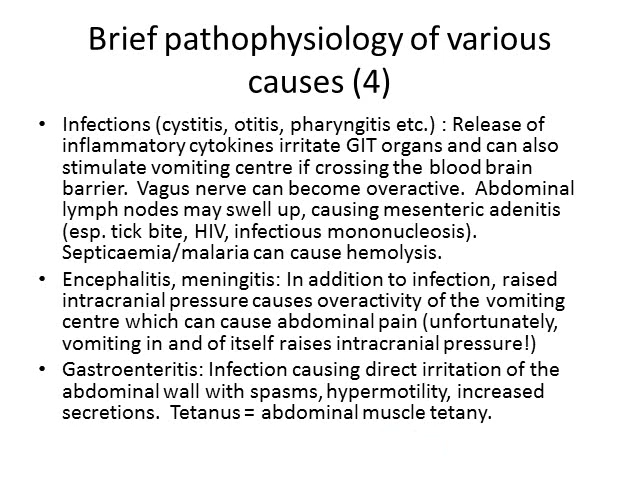 Brief pathophysiology of various
causes (4)
• Infections (cystitis, otitis, pharyngitis etc.) : Release of
inflammatory cytokines irritate GIT organs and can also
stimulate vomiting centre if crossing the blood brain
barrier.  Vagus nerve can become overactive.  Abdominal
lymph nodes may swell up, causing mesenteric adenitis
(esp. tick bite, HIV, infectious mononucleosis).
Septicaemia/malaria can cause hemolysis.
• Encephalitis, meningitis: In addition to infection, raised
intracranial pressure causes overactivity of the vomiting
centre which can cause abdominal pain (unfortunately,
vomiting in and of itself raises intracranial pressure!)
• Gastroenteritis: Infection causing direct irritation of the
abdominal wall with spasms, hypermotility, increased
secretions.  Tetanus = abdominal muscle tetany.